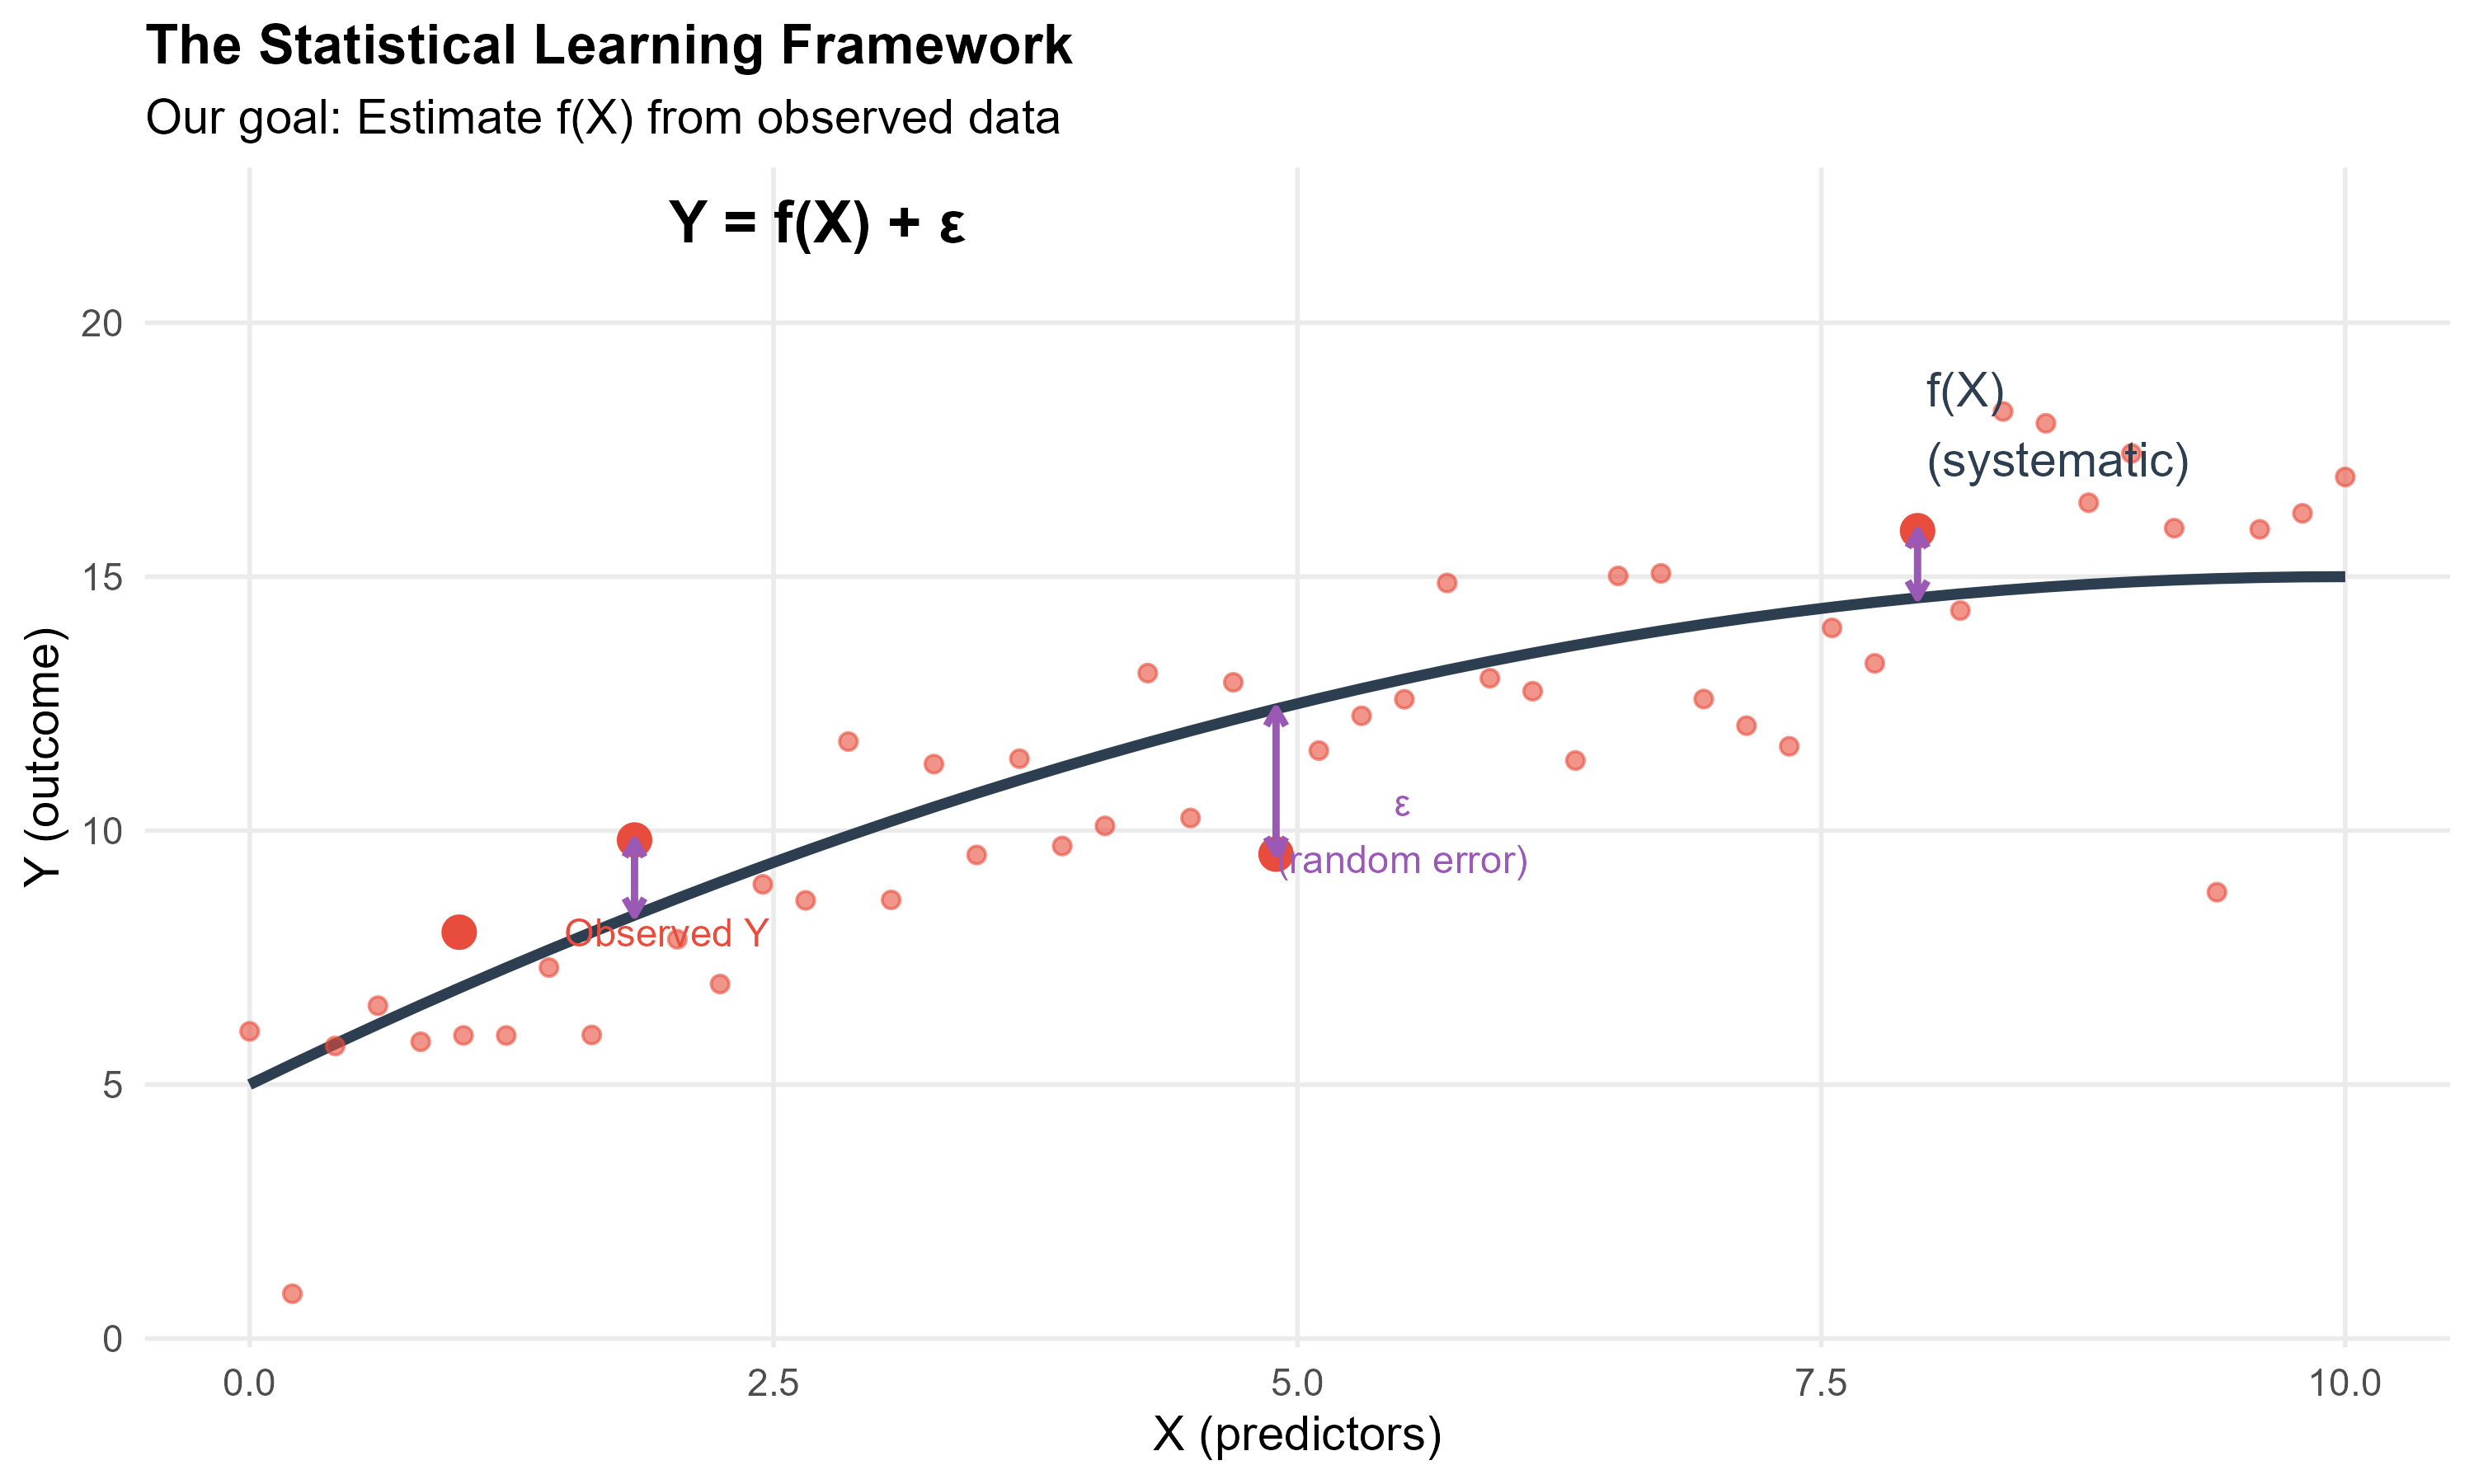 The Statistical Learning Framework
Our goal: Estimate f(X) from observed data
Y = f(X) + ε
20
f(X)
(systematic)
15
ε
10
(random error)
Observed Y
5
0
Y (outcome)
0.0 2.5 5.0 7.5 10.0
X (predictors)